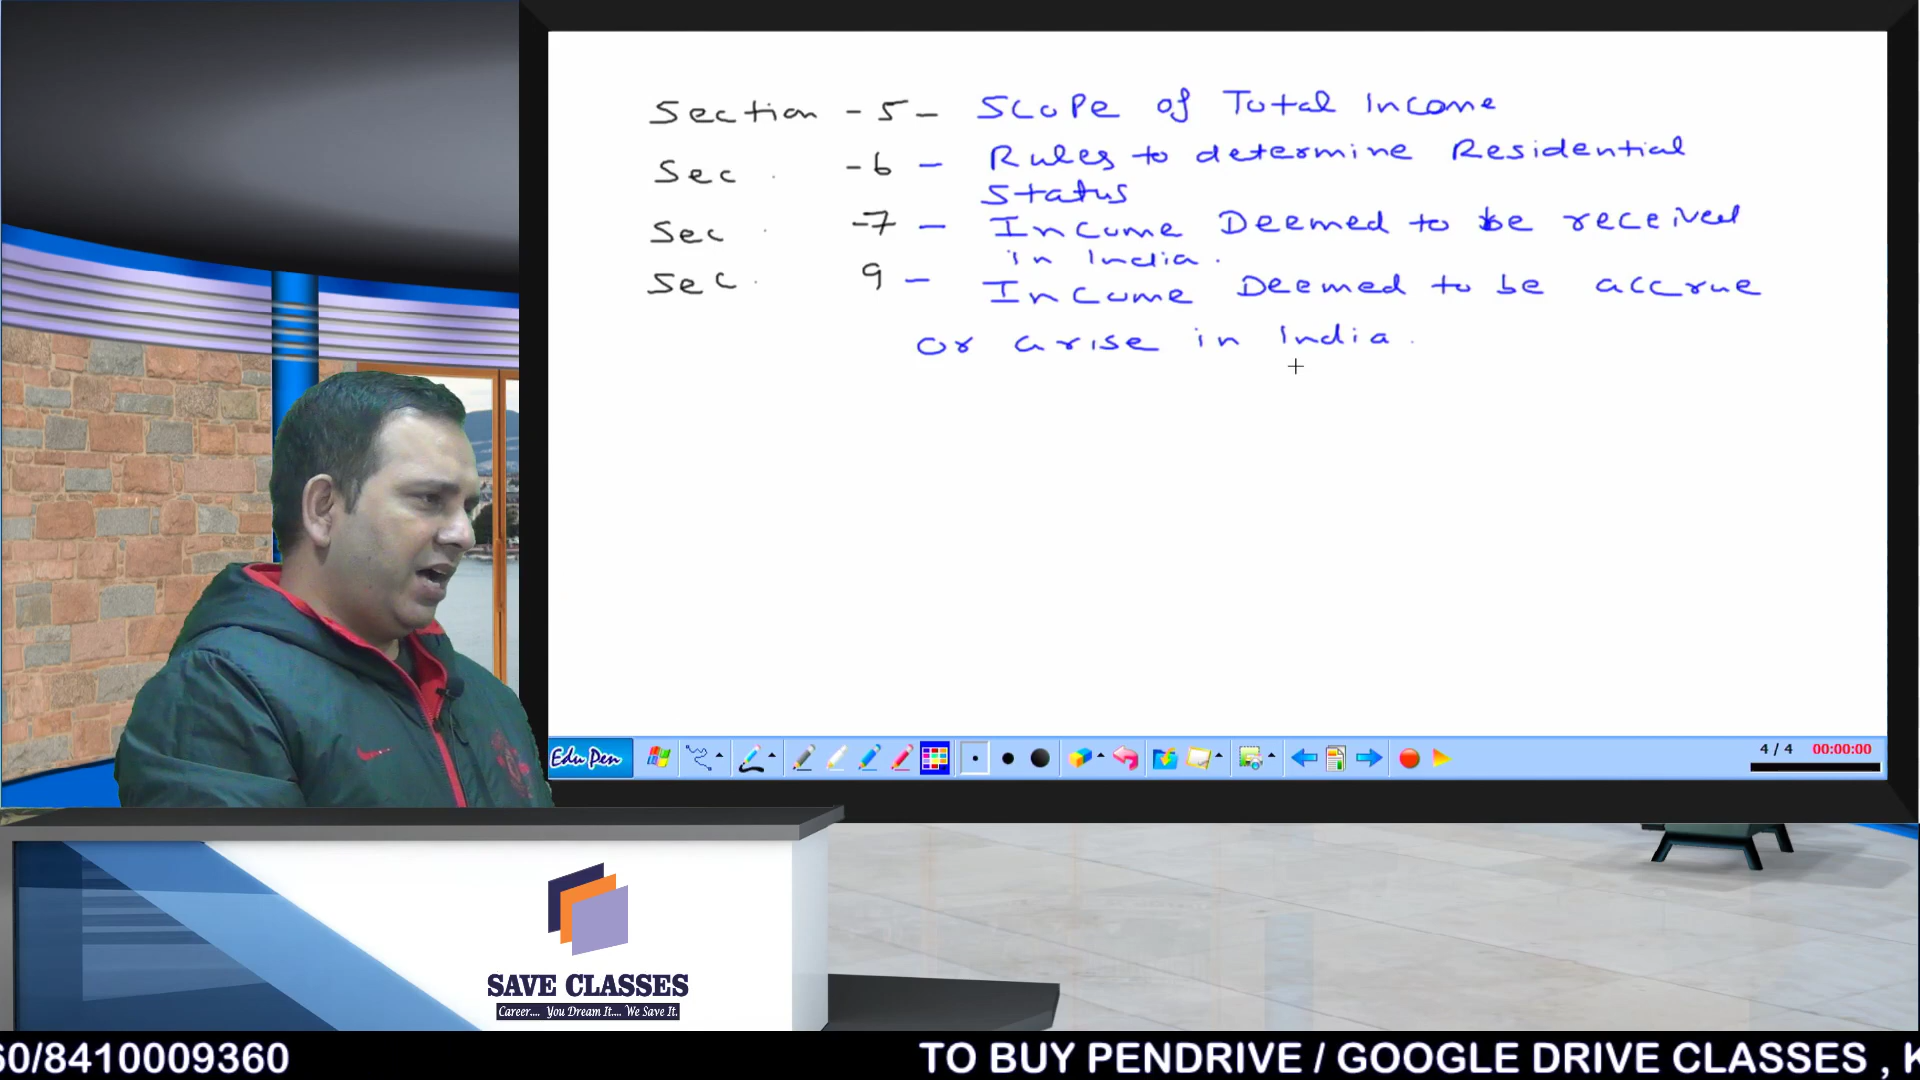 Section - 5 - Scope of Total Income
Sec - 6 - Rules to determine Residential
Status
Sec - 7 - Income Deemed to be received
in India.
Sec 9 - Income Deemed to be accrue
or arise in India.
Edu Pen
4 / 4 00:00:00
SAVE CLASSES
Career.... You Dream It.... We Save It.
60/8410009360 TO BUY PENDRIVE / GOOGLE DRIVE CLASSES , K